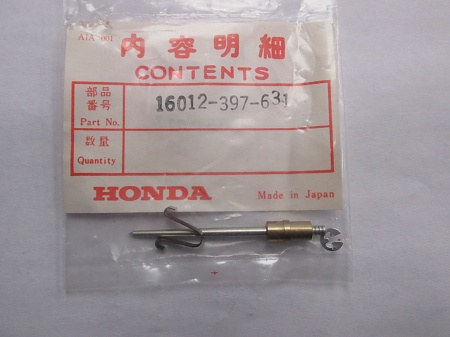 内容明細
CONTENTS
部品
番号
Part No.
16012-397-631
数量
Quantity
HONDA
Made in Japan